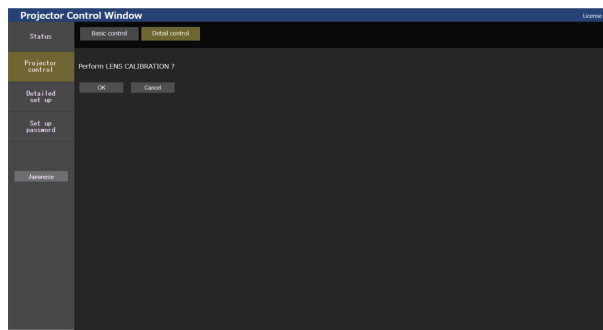 Projector Control Window
License
Status
Basic control
Detail control
Projector
control
Perform LENS CALIBRATION ?
OK
Cancel
Detailed
set up
Set up
password
Japanese